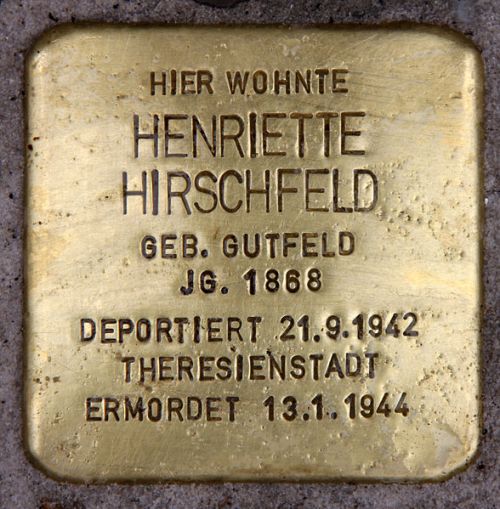 HIER WOHNTE
HENRIETTE
HIRSCHFELD
GEB. GUTFELD
JG. 1868
DEPORTIERT 21.9.1942
THERESIENSTADT
ERMORDET 13.1.1944